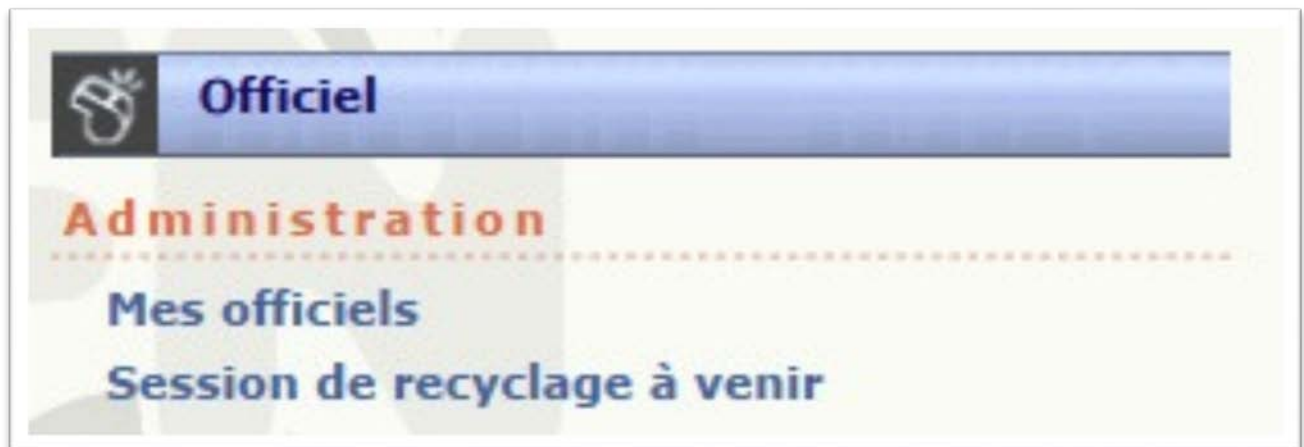 Officiel
Administration
Mes officiels
Session de recyclage à venir